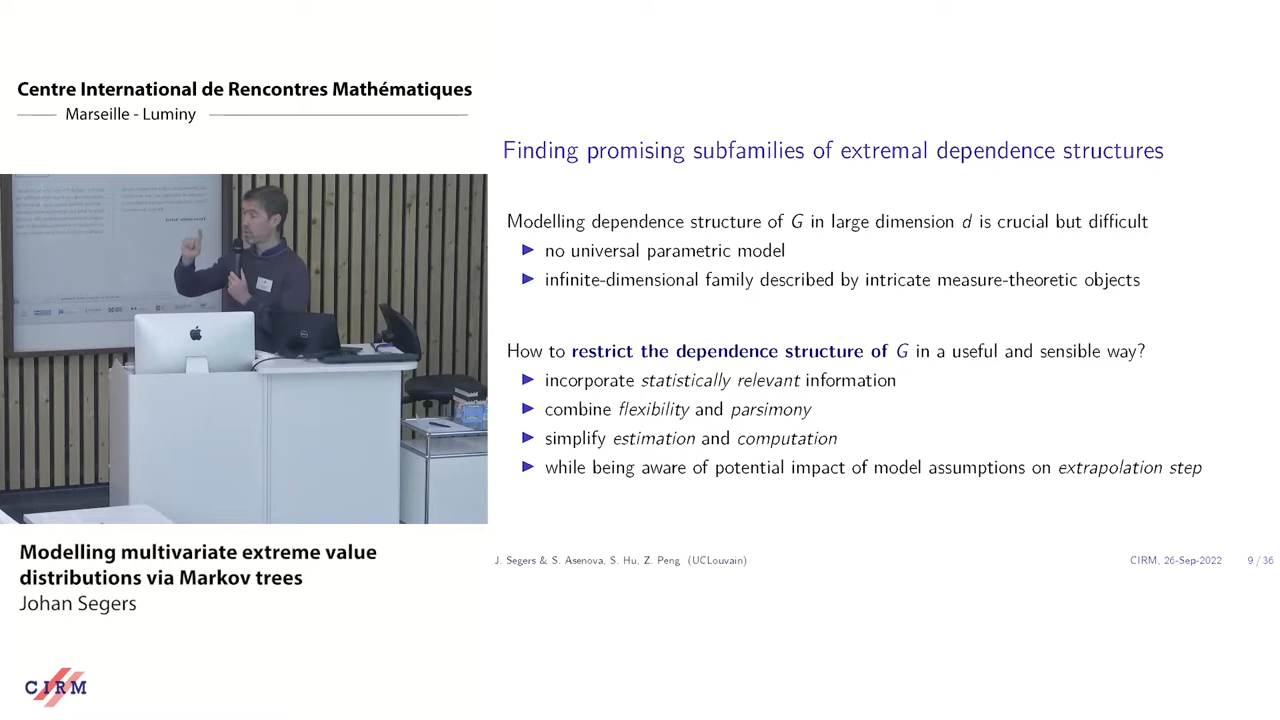 Centre International de Rencontres Mathématiques
Marseille - Luminy
Finding promising subfamilies of extremal dependence structures
Modelling dependence structure of G in large dimension d is crucial but difficult
▶ no universal parametric model
▶ infinite-dimensional family described by intricate measure-theoretic objects
How to restrict the dependence structure of G in a useful and sensible way?
▶ incorporate statistically relevant information
▶ combine flexibility and parsimony
▶ simplify estimation and computation
▶ while being aware of potential impact of model assumptions on extrapolation step
J. Segers & S. Asenova, S. Hu, Z. Peng (UCLouvain)
CIRM, 26-Sep-2022 9 / 36
Modelling multivariate extreme value
distributions via Markov trees
Johan Segers
CIRM